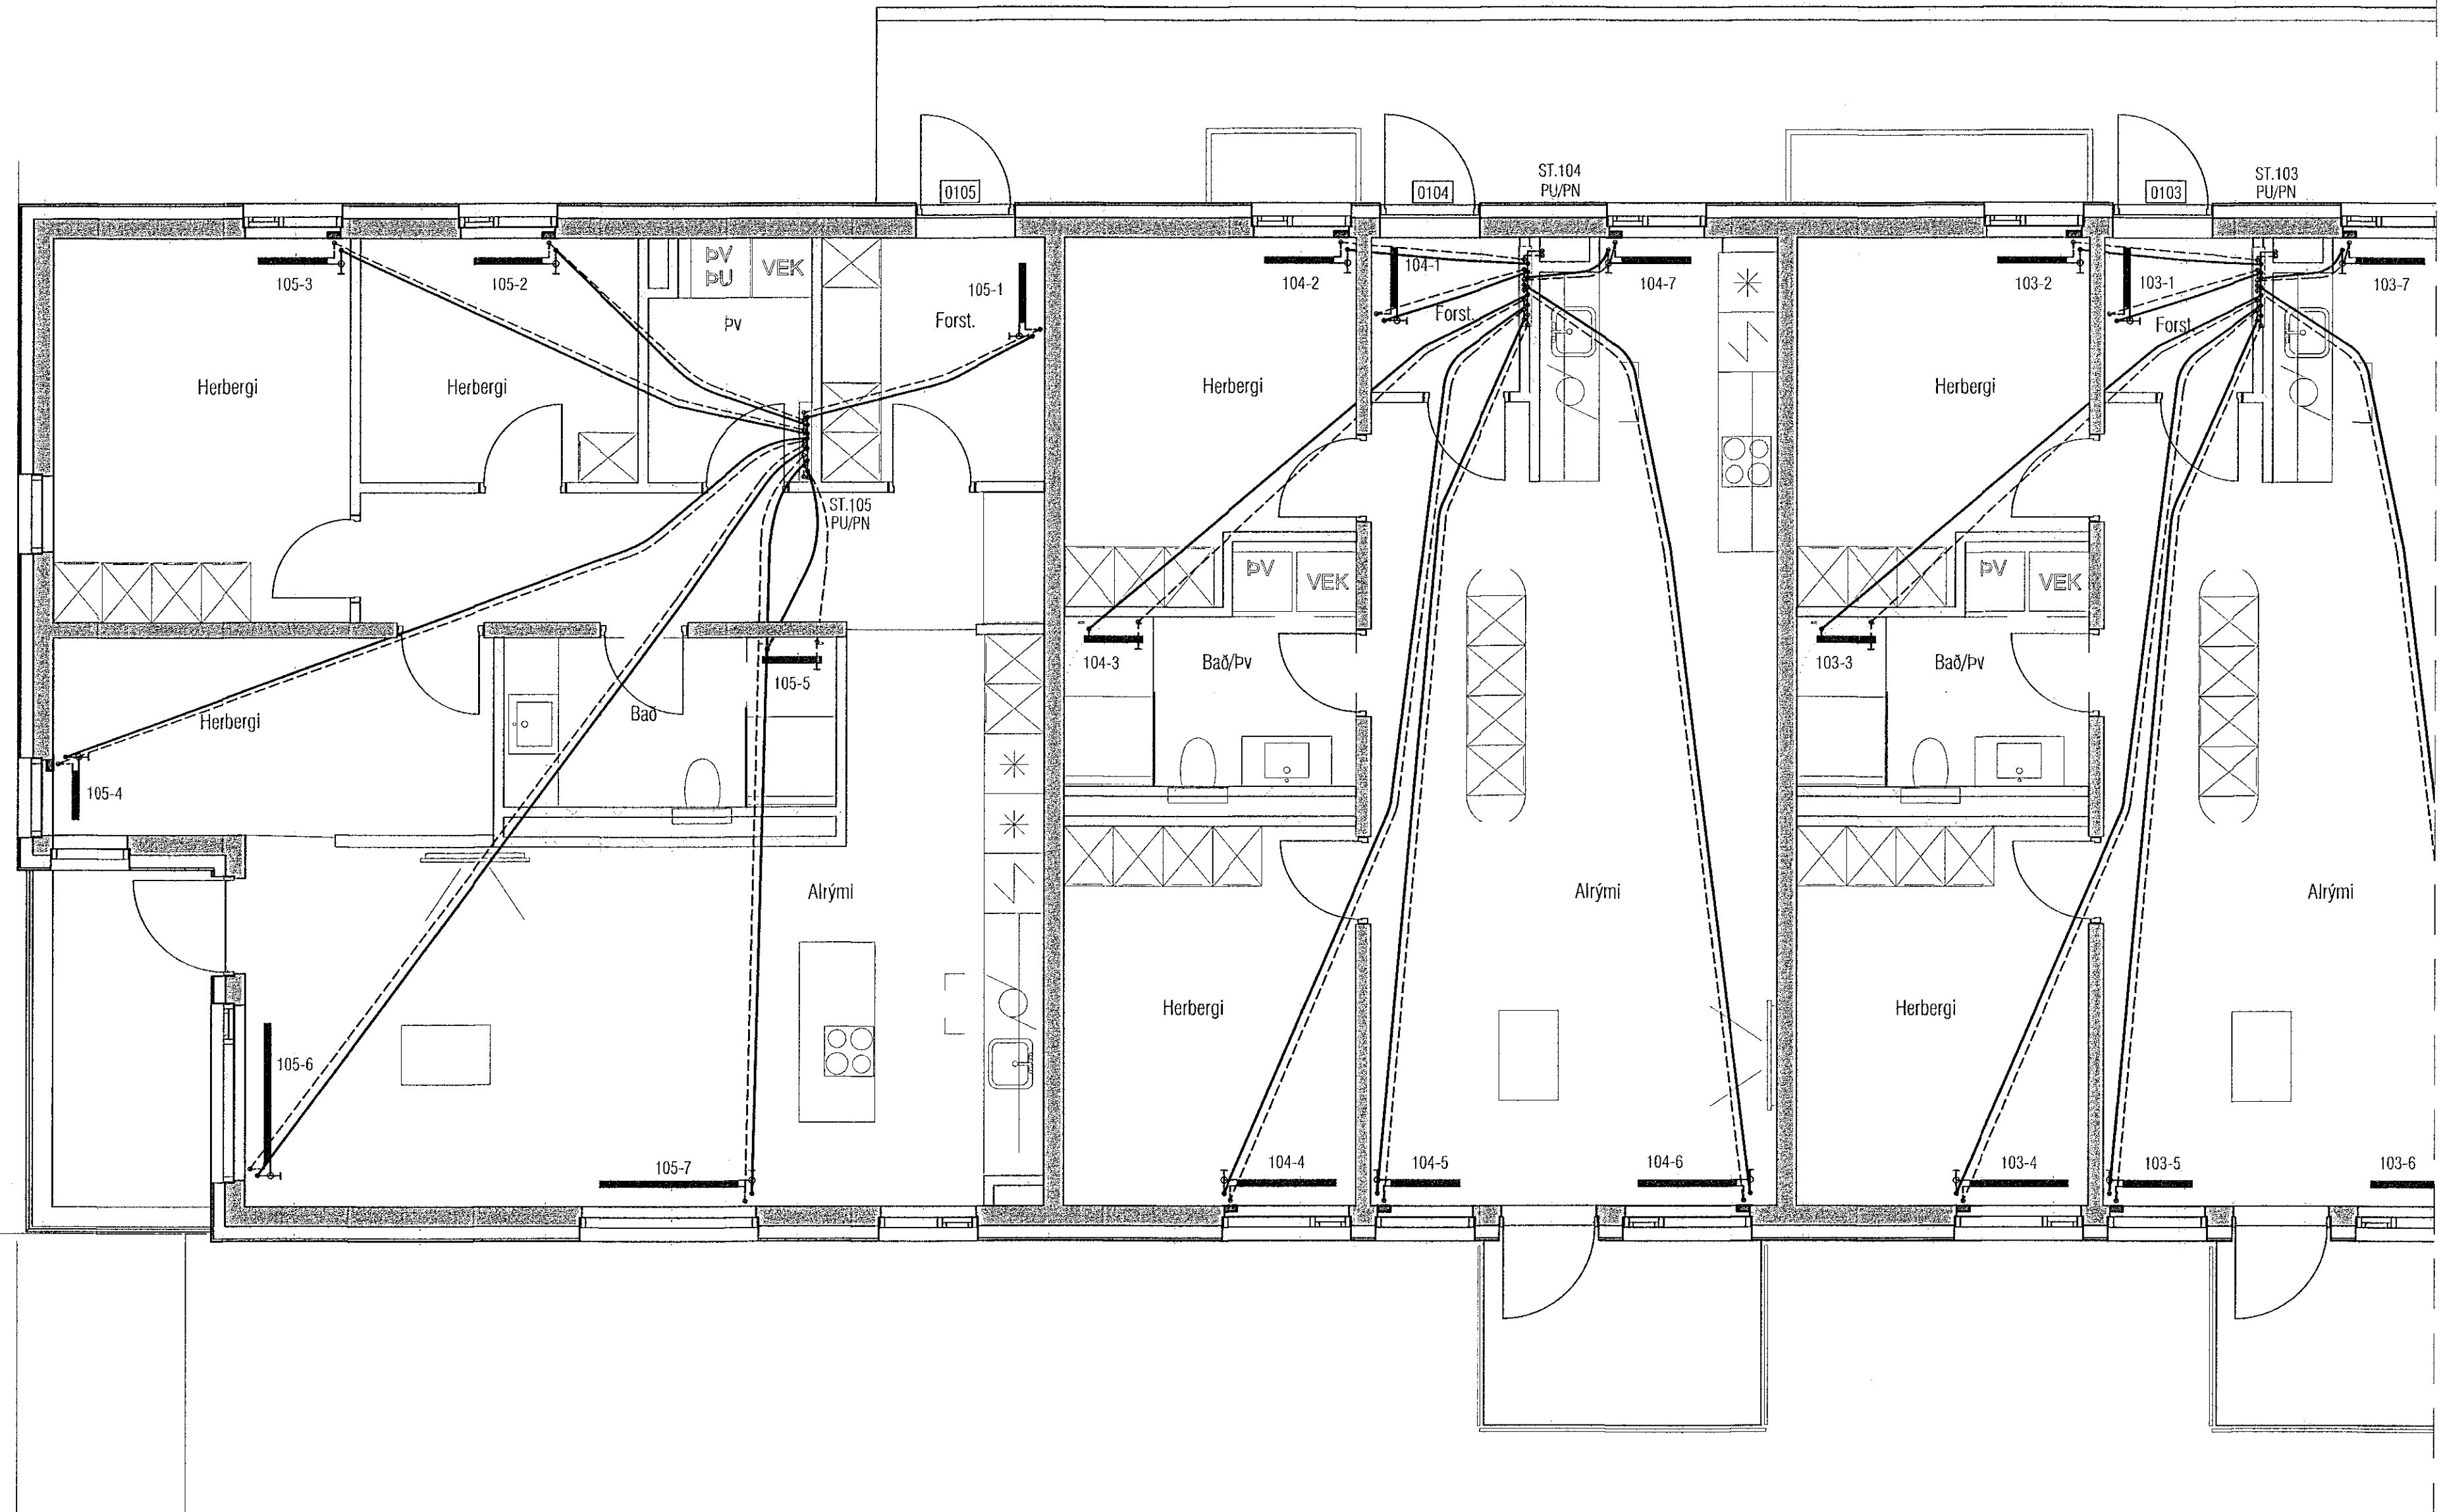 ST.104
PU/PN
ST.103
PU/PN
0105
0104
0103
105-3
105-2
ÞV
ÞU
VEK
105-1
104-2
104-1
104-7
103-2
103-1
103-7
Þv
Forst.
Forst.
Forst.
Herbergi
Herbergi
Herbergi
Herbergi
ST.105
PU/PN
ÞV
VEK
ÞV
VEK
104-3
Bað/Þv
103-3
Bað/Þv
105-5
Herbergi
Bað
105-4
Alrými
Alrými
Alrými
Herbergi
Herbergi
105-6
105-7
104-4
104-5
104-6
103-4
103-5
103-6